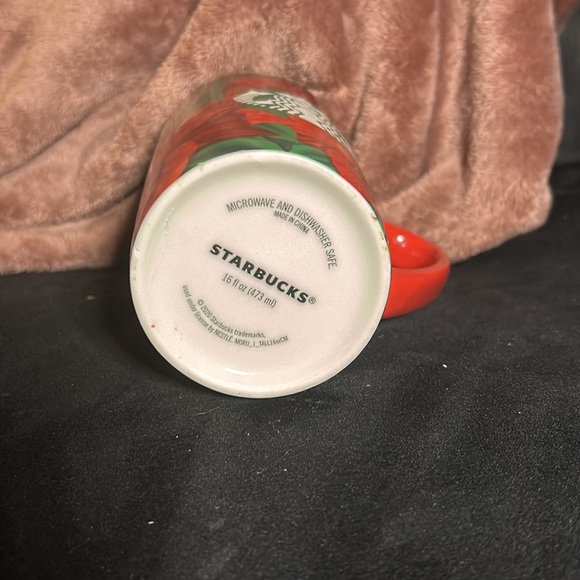 MICROWAVE AND DISHWASHER SAFE.
MADE IN CHINA
STARBUCKS®
16 fl oz (473 ml)
© 2020 Starbucks trademarks,
used under license by NESTLÉ. MORU_J_TALL16ozCM